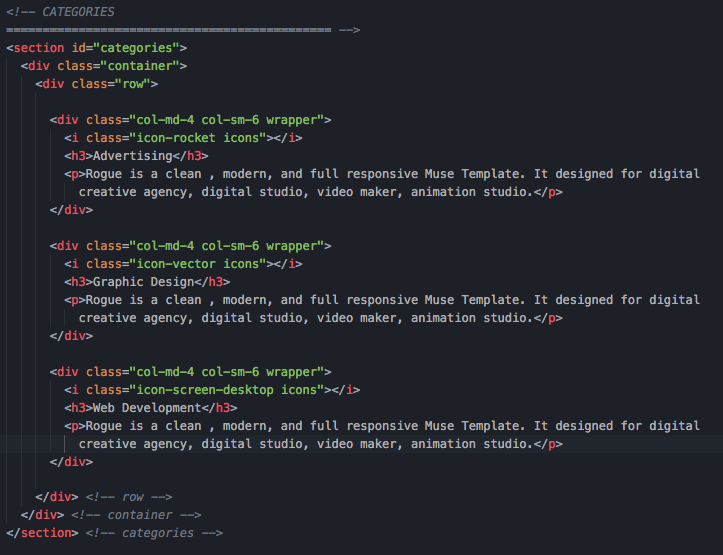 <!-- CATEGORIES
============================================= -->
<section id="categories">
<div class="container">
<div class="row">
<div class="col-md-4 col-sm-6 wrapper">
<i class="icon-rocket icons"></i>
<h3>Advertising</h3>
<p>Rogue is a clean , modern, and full responsive Muse Template. It designed for digital
creative agency, digital studio, video maker, animation studio.</p>
</div>
<div class="col-md-4 col-sm-6 wrapper">
<i class="icon-vector icons"></i>
<h3>Graphic Design</h3>
<p>Rogue is a clean , modern, and full responsive Muse Template. It designed for digital
creative agency, digital studio, video maker, animation studio.</p>
</div>
<div class="col-md-4 col-sm-6 wrapper">
<i class="icon-screen-desktop icons"></i>
<h3>Web Development</h3>
<p>Rogue is a clean , modern, and full responsive Muse Template. It designed for digital
creative agency, digital studio, video maker, animation studio.</p>
</div>
</div> <!-- row -->
</div> <!-- container -->
</section> <!-- categories -->